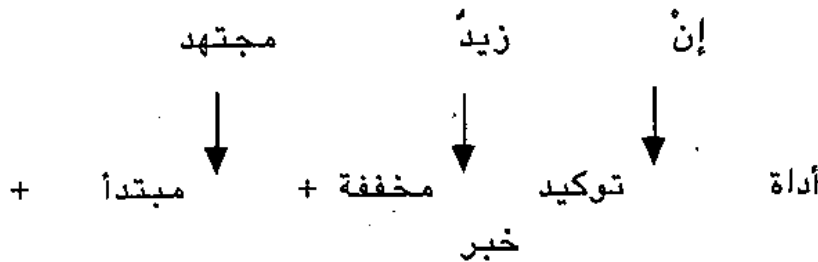 إنْ زيدٌ مجتهد
أداة توكيد مخففة + مبتدأ +
خبر